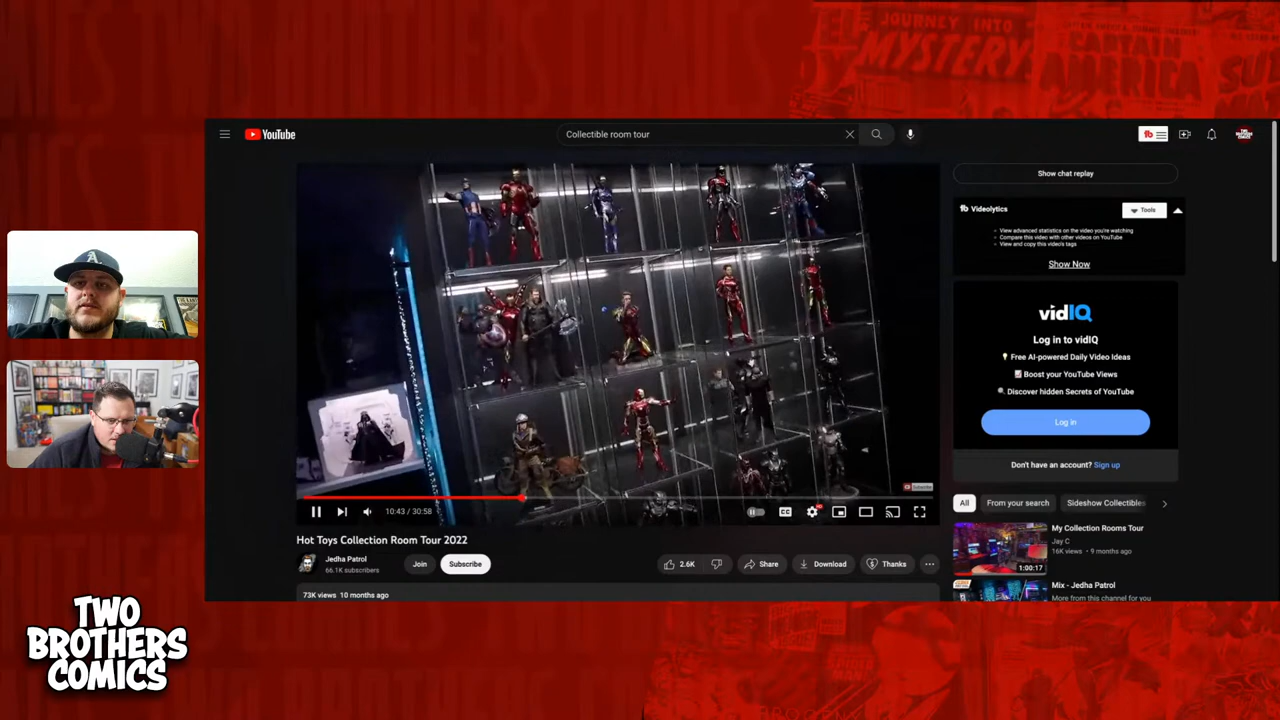 JOURNEY INTO
MYSTERY
CAPTAIN
AMERICA
YouTube
Collectible room tour
Show chat replay
Videolytics
Tools
View advanced statistics on the video you're watching
Compare this video with other videos on YouTube
View and copy this video's tags
Show Now
vidIQ
Log in to vidIQ
Free AI-powered Daily Video Ideas
Boost your YouTube Views
Discover hidden Secrets of YouTube
Log in
Don't have an account? Sign up
10:43 / 30:58
CC
Hot Toys Collection Room Tour 2022
Jedha Patrol
66.1K subscribers
Join
Subscribe
2.6K
Share
Download
Thanks
73K views 10 months ago
All
From your search
Sideshow Collectibles
My Collection Rooms Tour
Jay C
16K views • 9 months ago
1:00:17
Mix - Jedha Patrol
More from this channel for you
TWO
BROTHERS
COMICS